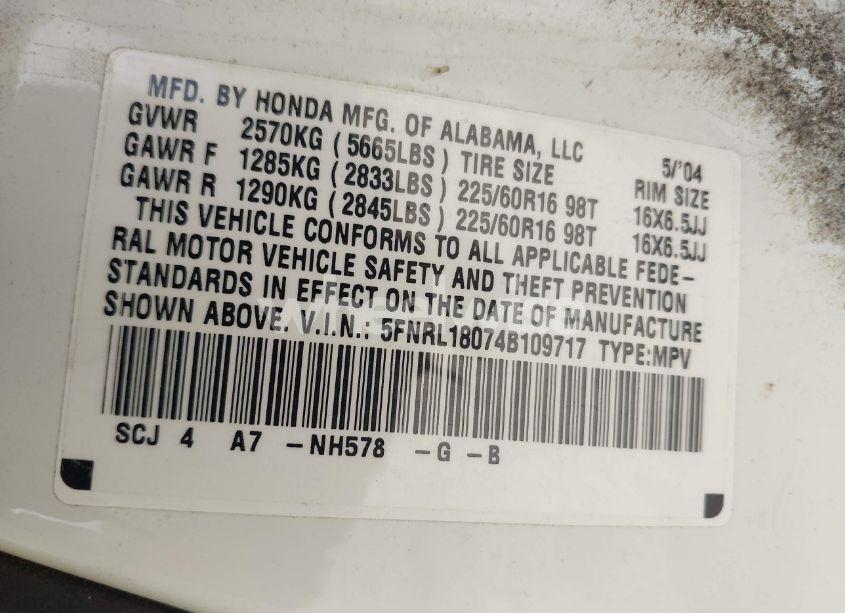 MFD. BY HONDA MFG. OF ALABAMA, LLC 5/'04
GVWR 2570KG ( 5665LBS ) TIRE SIZE RIM SIZE
GAWR F 1285KG ( 2833LBS ) 225/60R16 98T 16X6.5JJ
GAWR R 1290KG ( 2845LBS ) 225/60R16 98T 16X6.5JJ
THIS VEHICLE CONFORMS TO ALL APPLICABLE FEDE-
RAL MOTOR VEHICLE SAFETY AND THEFT PREVENTION
STANDARDS IN EFFECT ON THE DATE OF MANUFACTURE
SHOWN ABOVE. V.I.N.: 5FNRL18074B109717 TYPE:MPV
SCJ 4 A7 -NH578 -G -B